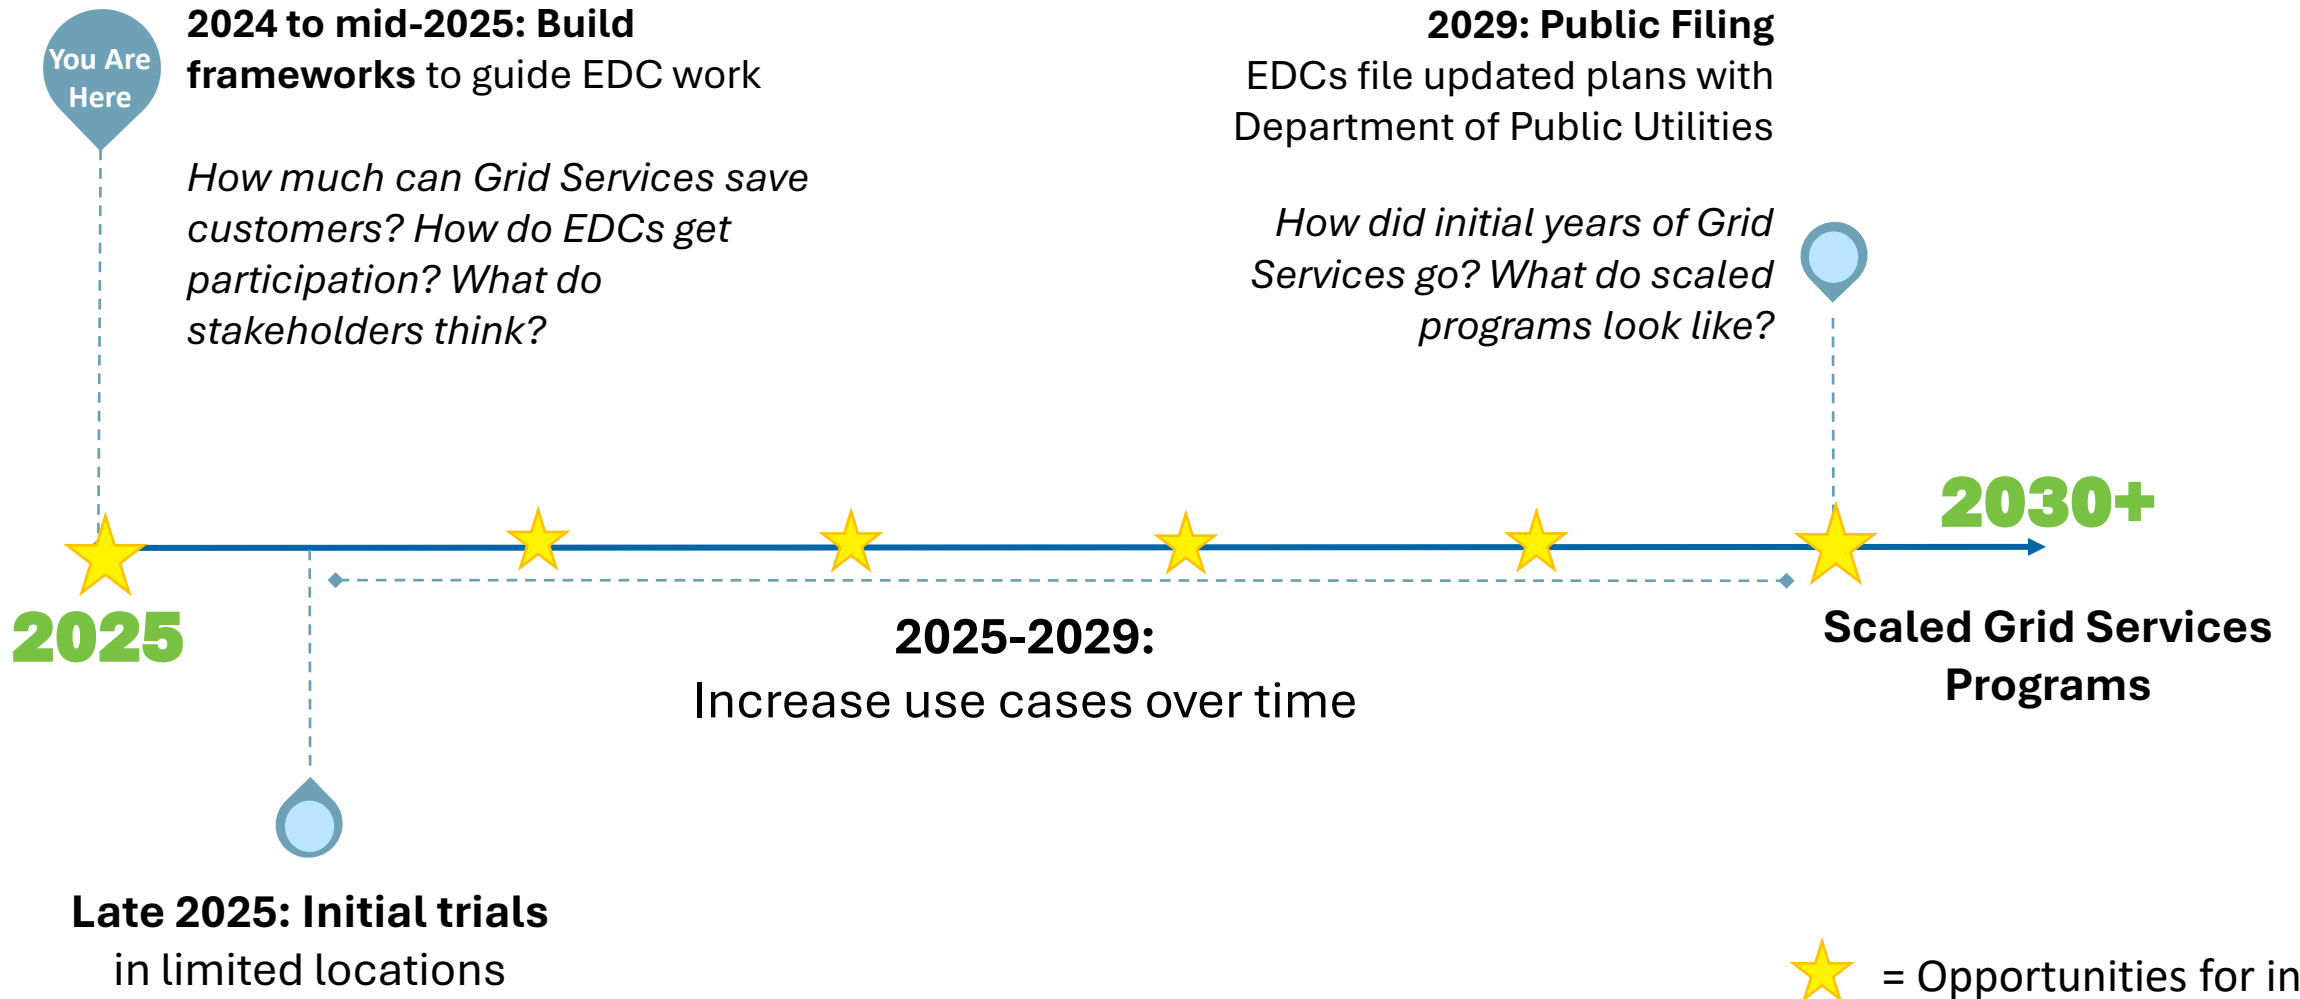 You Are
Here
2024 to mid-2025: Build
frameworks to guide EDC work
How much can Grid Services save
customers? How do EDCs get
participation? What do
stakeholders think?
2029: Public Filing
EDCs file updated plans with
Department of Public Utilities
How did initial years of Grid
Services go? What do scaled
programs look like?
2030+
2025
2025-2029:
Increase use cases over time
Scaled Grid Services
Programs
Late 2025: Initial trials
in limited locations
= Opportunities for in